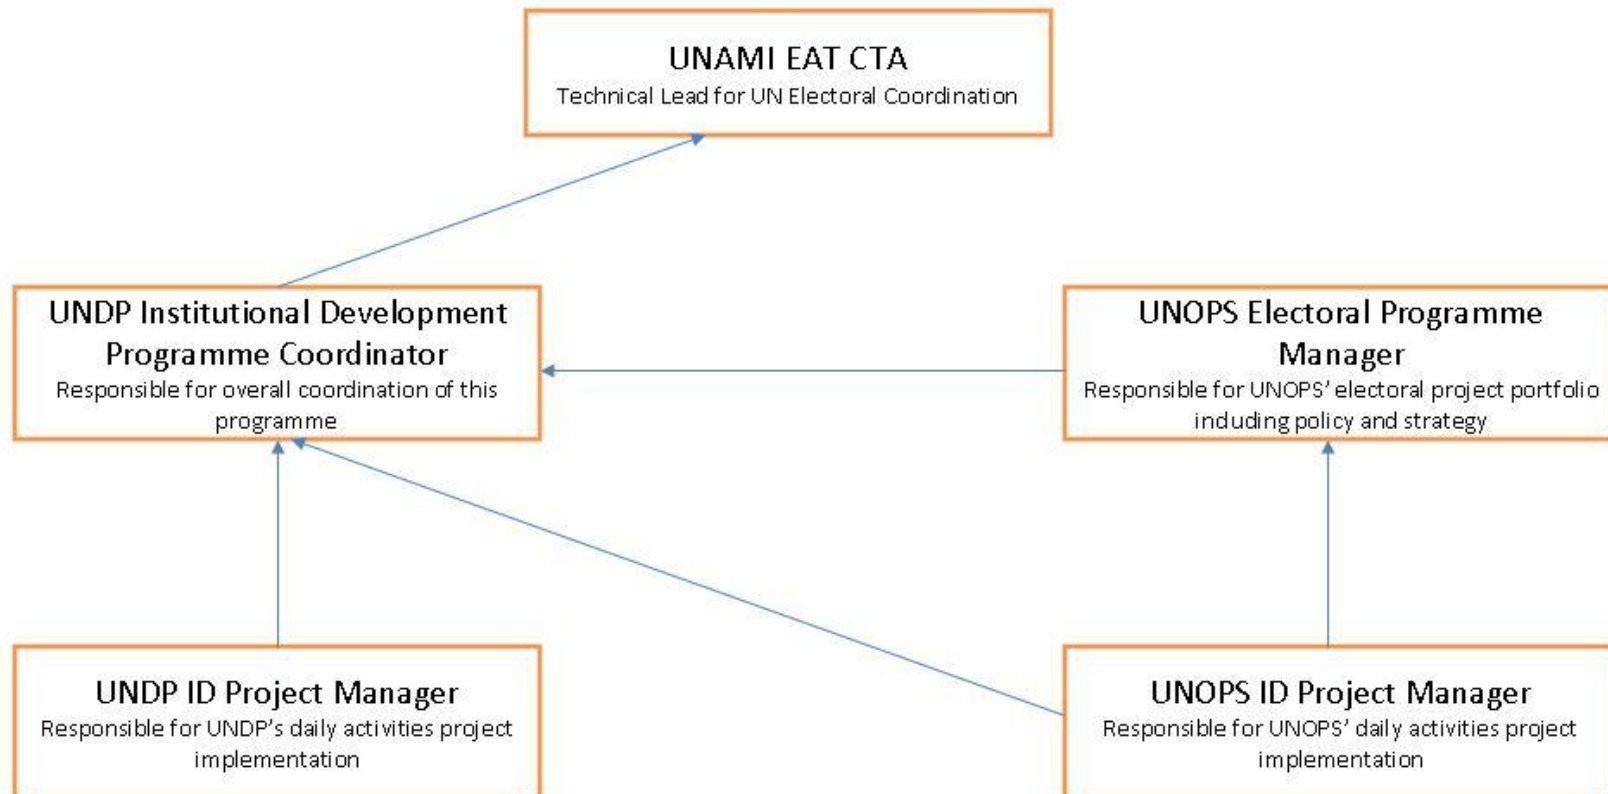 UNAMI EAT CTA
Technical Lead for UN Electoral Coordination
UNDP Institutional Development
Programme Coordinator
Responsible for overall coordination of this
programme
UNOPS Electoral Programme
Manager
Responsible for UNOPS’ electoral project portfolio
including policy and strategy
UNDP ID Project Manager
Responsible for UNDP’s daily activities project
implementation
UNOPS ID Project Manager
Responsible for UNOPS’ daily activities project
implementation